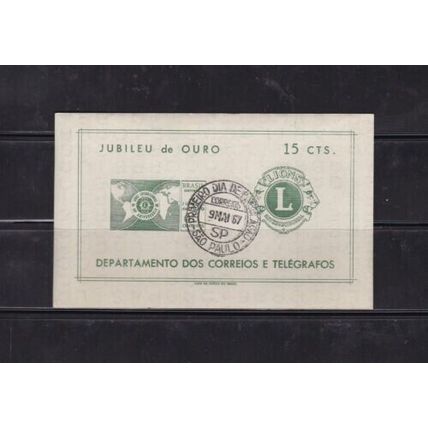 JUBILEU de OURO 15 CTS.
BRASIL
LIONS
L
PRIMEIRO DIA DE
CORREIO
9 MAI 67
SP
SÃO PAULO
DEPARTAMENTO DOS CORREIOS E TELÉGRAFOS